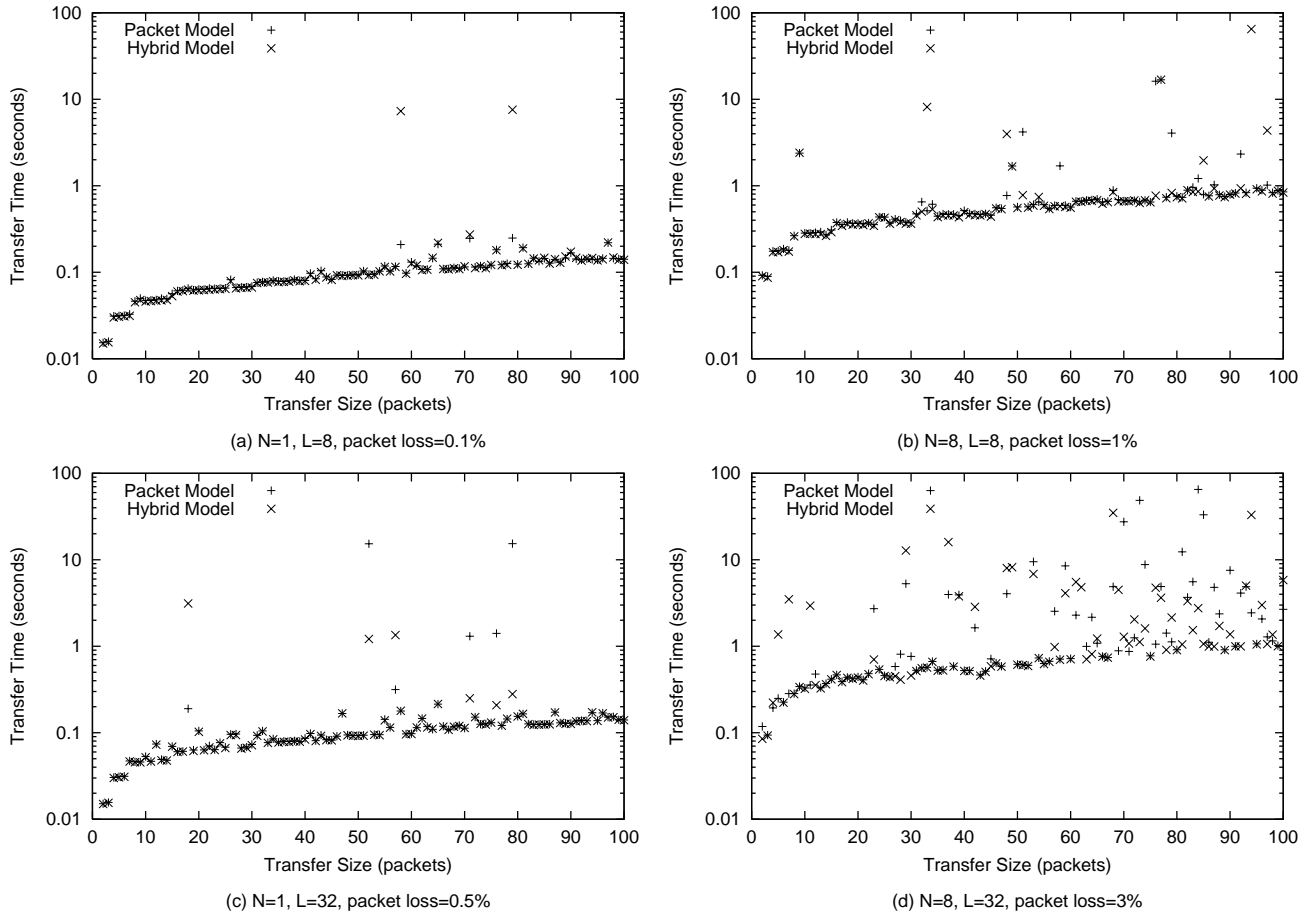 100
10
1
0.1
0.01
Transfer Time (seconds)
Packet Model
Hybrid Model
0 10 20 30 40 50 60 70 80 90 100
Transfer Size (packets)
(a) N=1, L=8, packet loss=0.1%
100
10
1
0.1
0.01
Transfer Time (seconds)
Packet Model
Hybrid Model
0 10 20 30 40 50 60 70 80 90 100
Transfer Size (packets)
(b) N=8, L=8, packet loss=1%
100
10
1
0.1
0.01
Transfer Time (seconds)
Packet Model
Hybrid Model
0 10 20 30 40 50 60 70 80 90 100
Transfer Size (packets)
(c) N=1, L=32, packet loss=0.5%
100
10
1
0.1
0.01
Transfer Time (seconds)
Packet Model
Hybrid Model
0 10 20 30 40 50 60 70 80 90 100
Transfer Size (packets)
(d) N=8, L=32, packet loss=3%